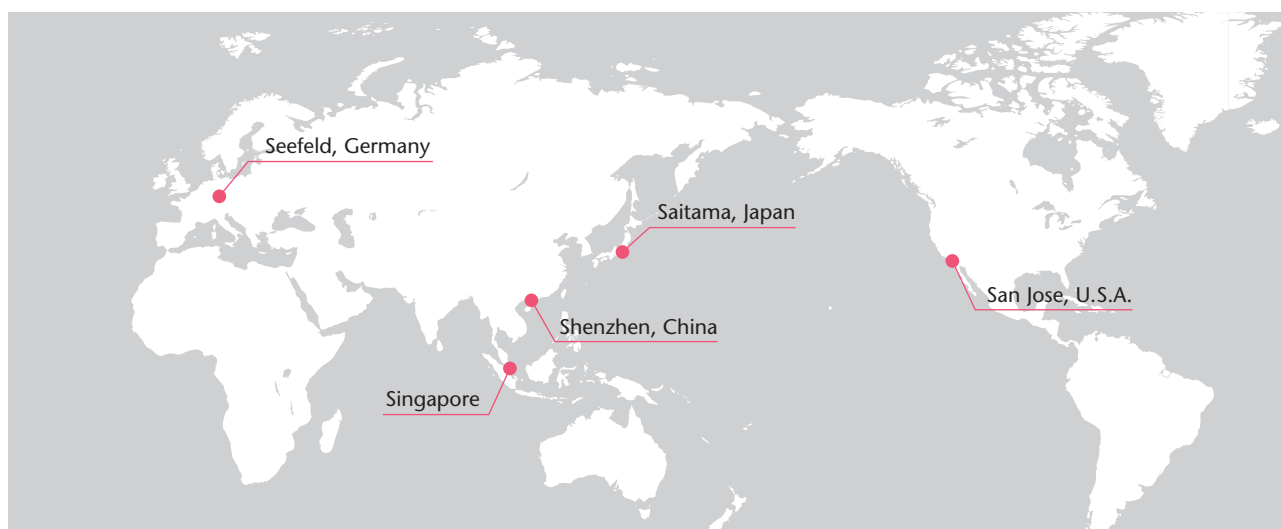 Seefeld, Germany
Saitama, Japan
San Jose, U.S.A.
Shenzhen, China
Singapore